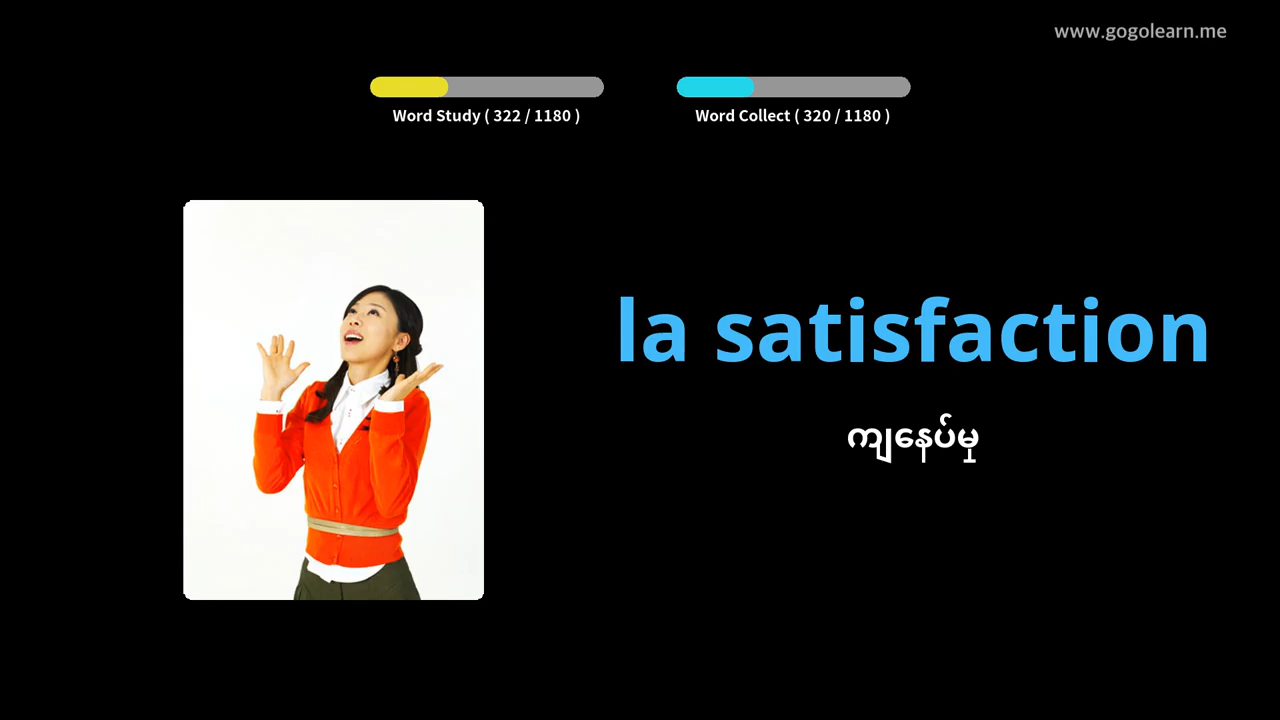 www.gogolearn.me
Word Study ( 322 / 1180 )
Word Collect ( 320 / 1180 )
la satisfaction
ကျနေပ်မှု